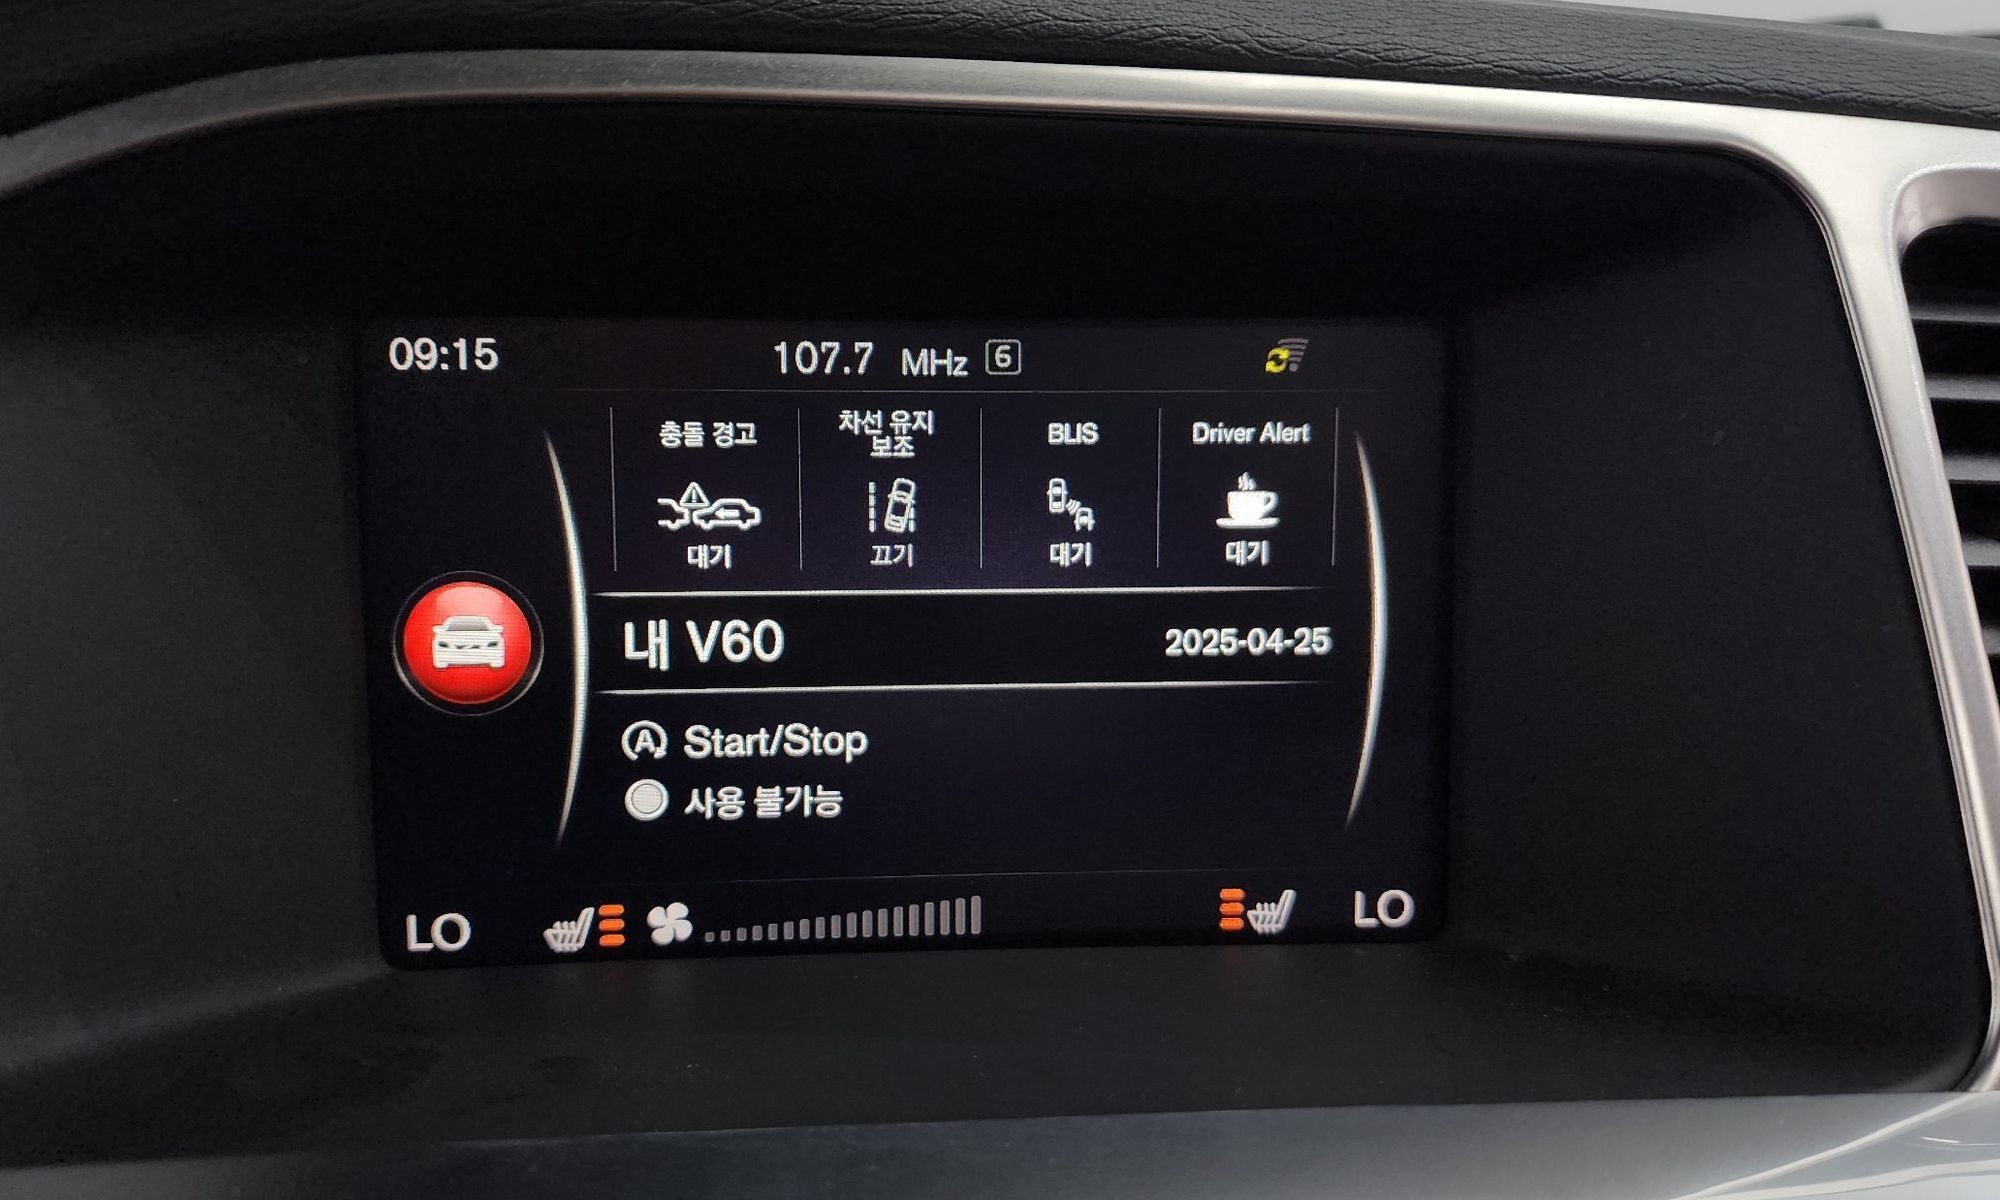 09:15
107.7 MHz 6
충돌 경고
대기
차선 유지
보조
끄기
BLIS
대기
Driver Alert
대기
내 V60
2025-04-25
A Start/Stop
사용 불가능
LO
LO